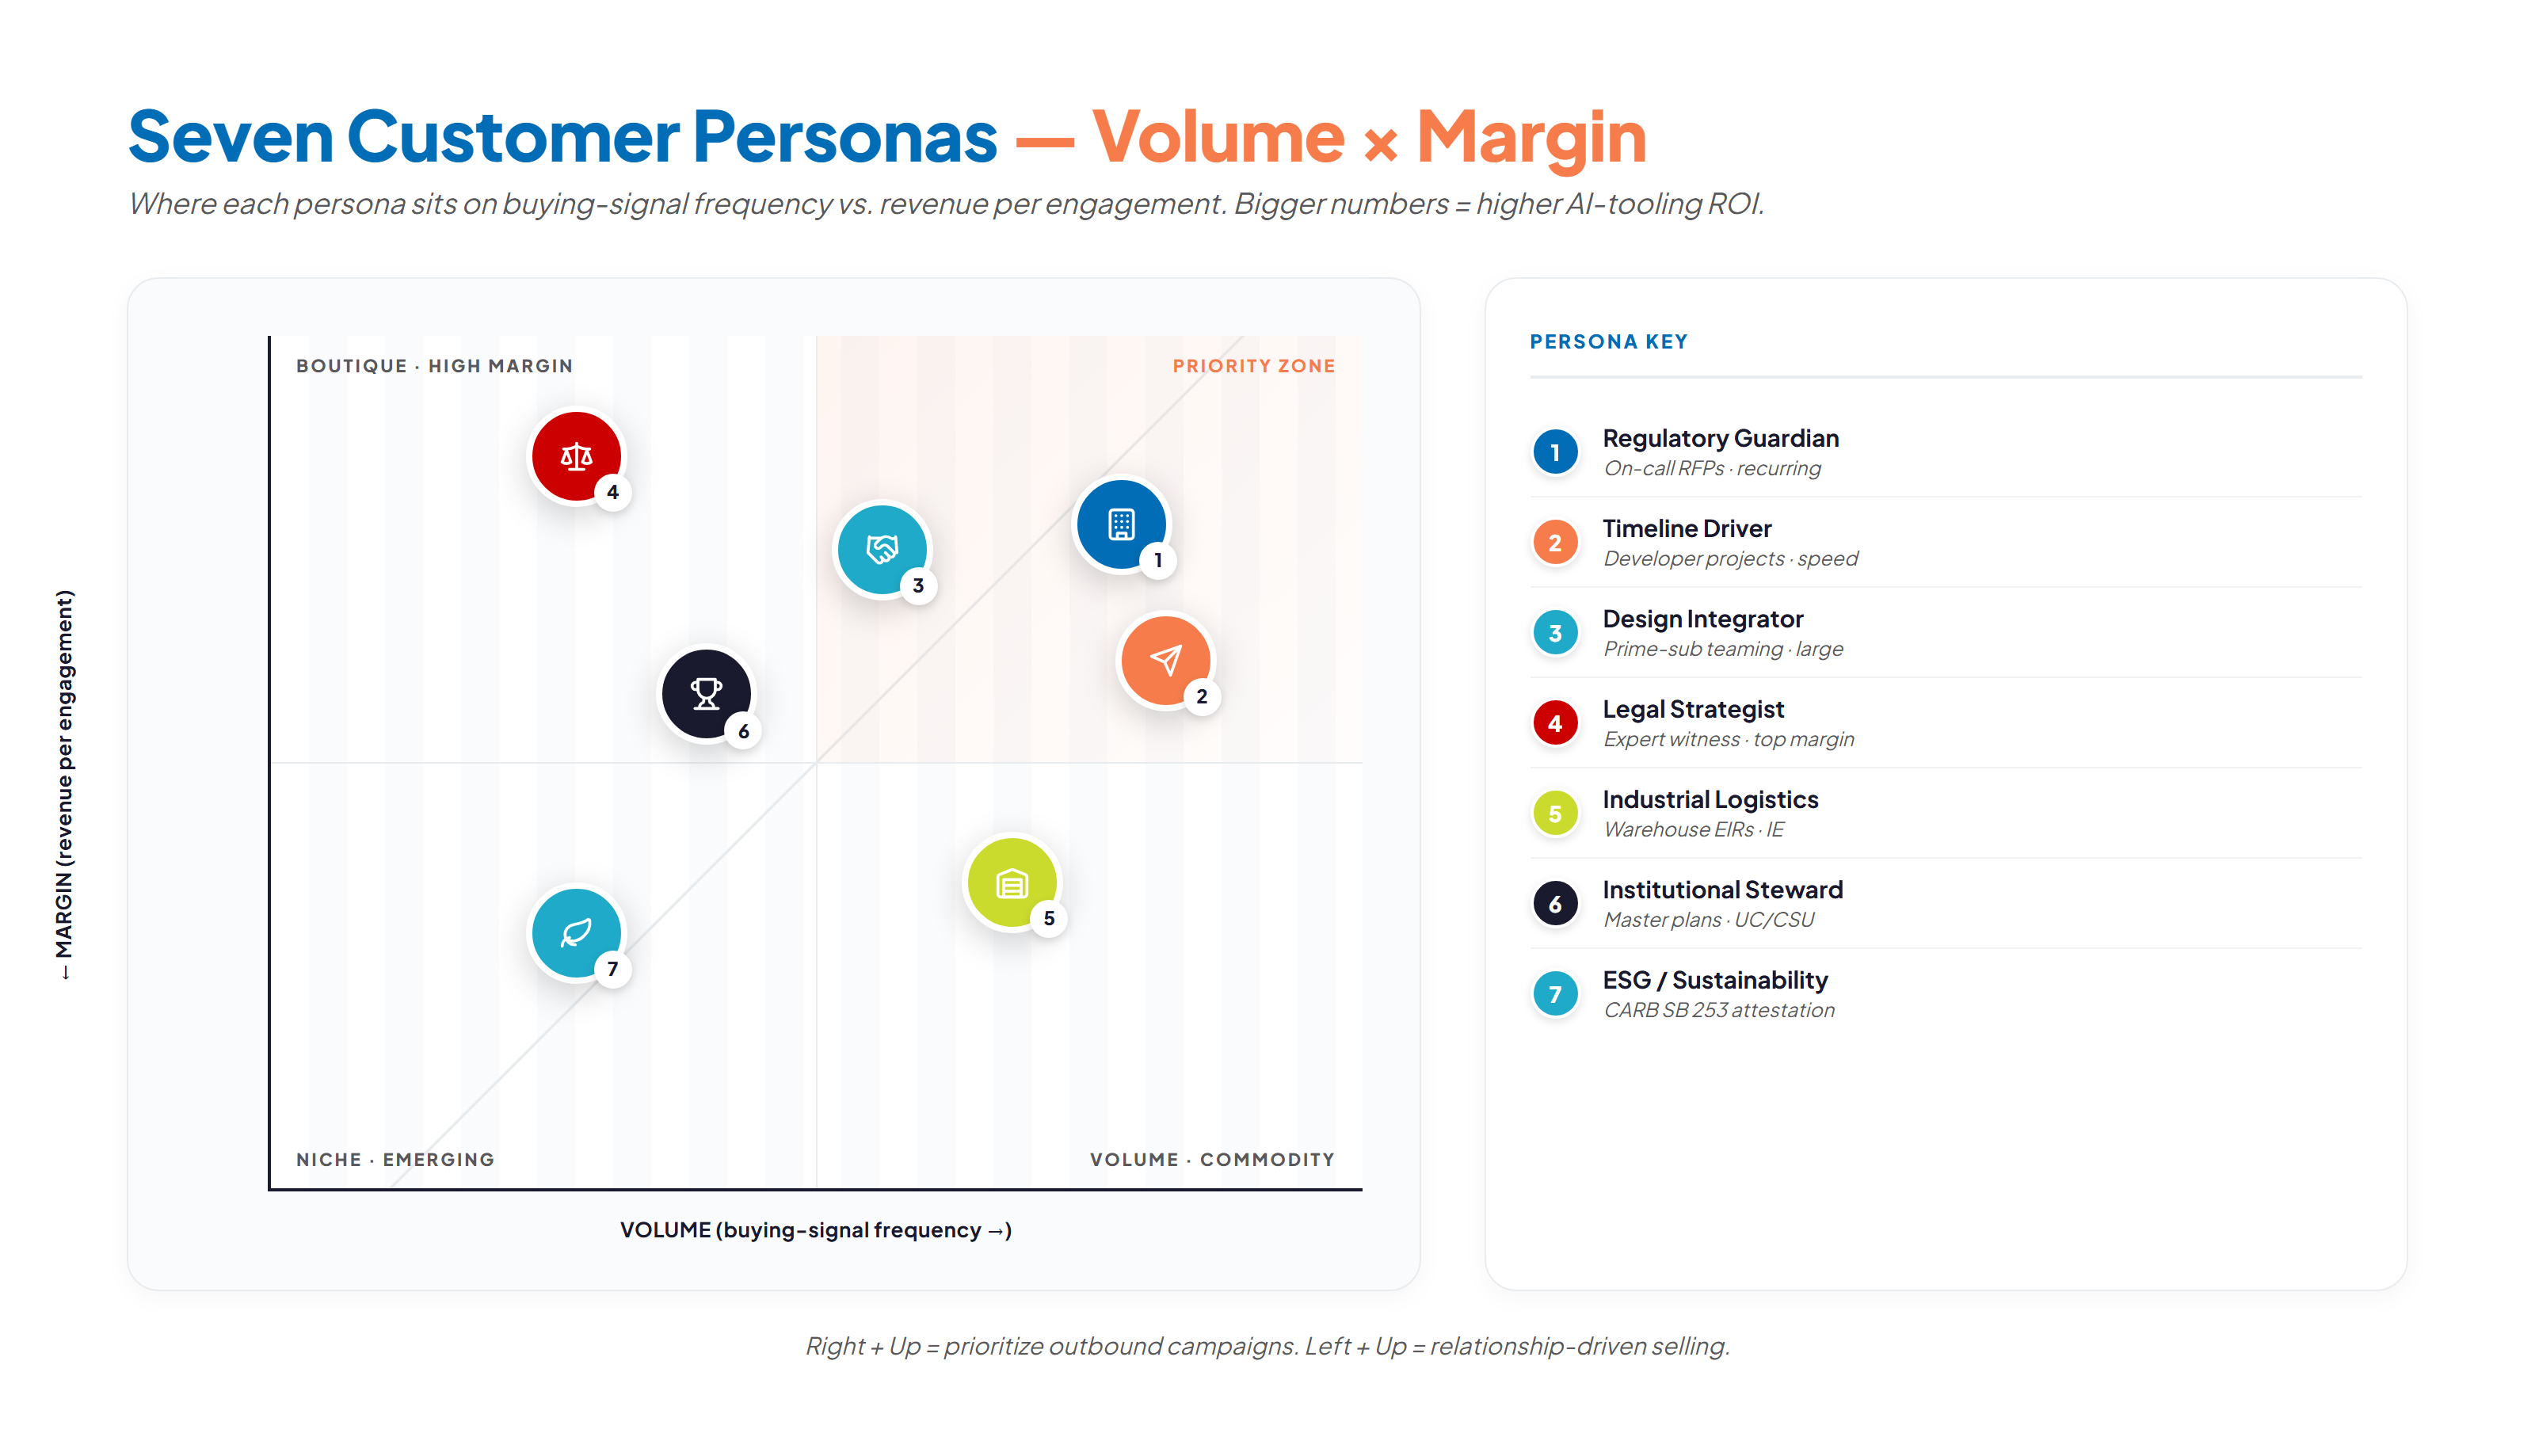 Seven Customer Personas — Volume × Margin
Where each persona sits on buying-signal frequency vs. revenue per engagement. Bigger numbers = higher AI-tooling ROI.
← MARGIN (revenue per engagement)
BOUTIQUE · HIGH MARGIN
PRIORITY ZONE
4
3
1
2
6
5
7
NICHE · EMERGING
VOLUME · COMMODITY
VOLUME (buying-signal frequency →)
PERSONA KEY
1
Regulatory Guardian
On-call RFPs · recurring
2
Timeline Driver
Developer projects · speed
3
Design Integrator
Prime-sub teaming · large
4
Legal Strategist
Expert witness · top margin
5
Industrial Logistics
Warehouse EIRs · IE
6
Institutional Steward
Master plans · UC/CSU
7
ESG / Sustainability
CARB SB 253 attestation
Right + Up = prioritize outbound campaigns. Left + Up = relationship-driven selling.